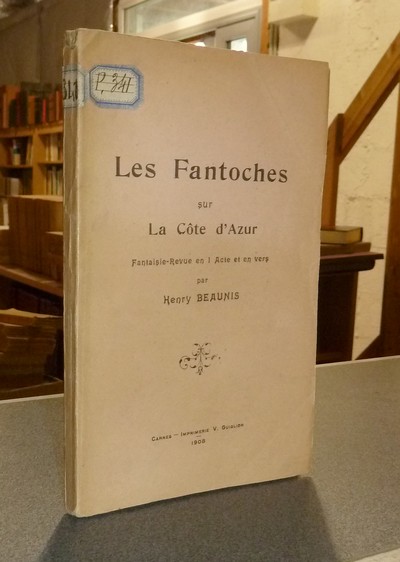 P. 341
Les Fantoches
sur
La Côte d'Azur
Fantaisie-Revue en 1 Acte et en vers
par
Henry BEAUNIS
CANNES — IMPRIMERIE V. GUIGLION
1908